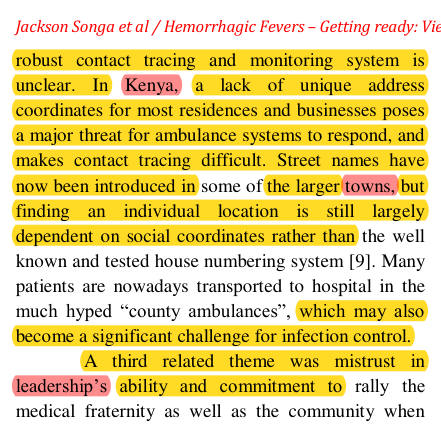 Jackson Songa et al / Hemorrhagic Fevers – Getting ready: Vie
robust contact tracing and monitoring system is
unclear. In Kenya, a lack of unique address
coordinates for most residences and businesses poses
a major threat for ambulance systems to respond, and
makes contact tracing difficult. Street names have
now been introduced in some of the larger towns, but
finding an individual location is still largely
dependent on social coordinates rather than the well
known and tested house numbering system [9]. Many
patients are nowadays transported to hospital in the
much hyped “county ambulances”, which may also
become a significant challenge for infection control.
A third related theme was mistrust in
leadership’s ability and commitment to rally the
medical fraternity as well as the community when